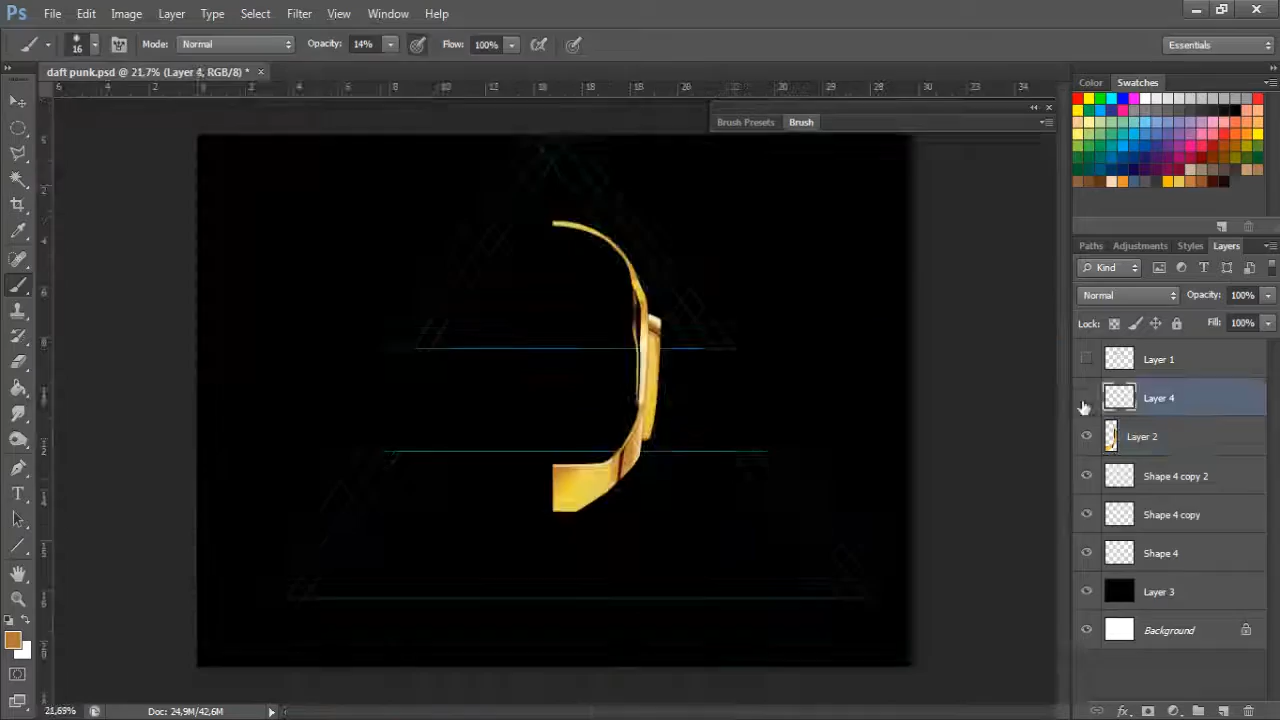 Ps File Edit Image Layer Type Select Filter View Window Help
16 Mode: Normal Opacity: 14% Flow: 100% Essentials
daft punk.psd @ 21,7% (Layer 4, RGB/8) * ×
Color Swatches
Brush Presets Brush
Paths Adjustments Styles Layers
Kind
Normal Opacity: 100%
Lock: Fill: 100%
Layer 1
Layer 4
Layer 2
Shape 4 copy 2
Shape 4 copy
Shape 4
Layer 3
Background
21,69% Doc: 24,9M/42,6M